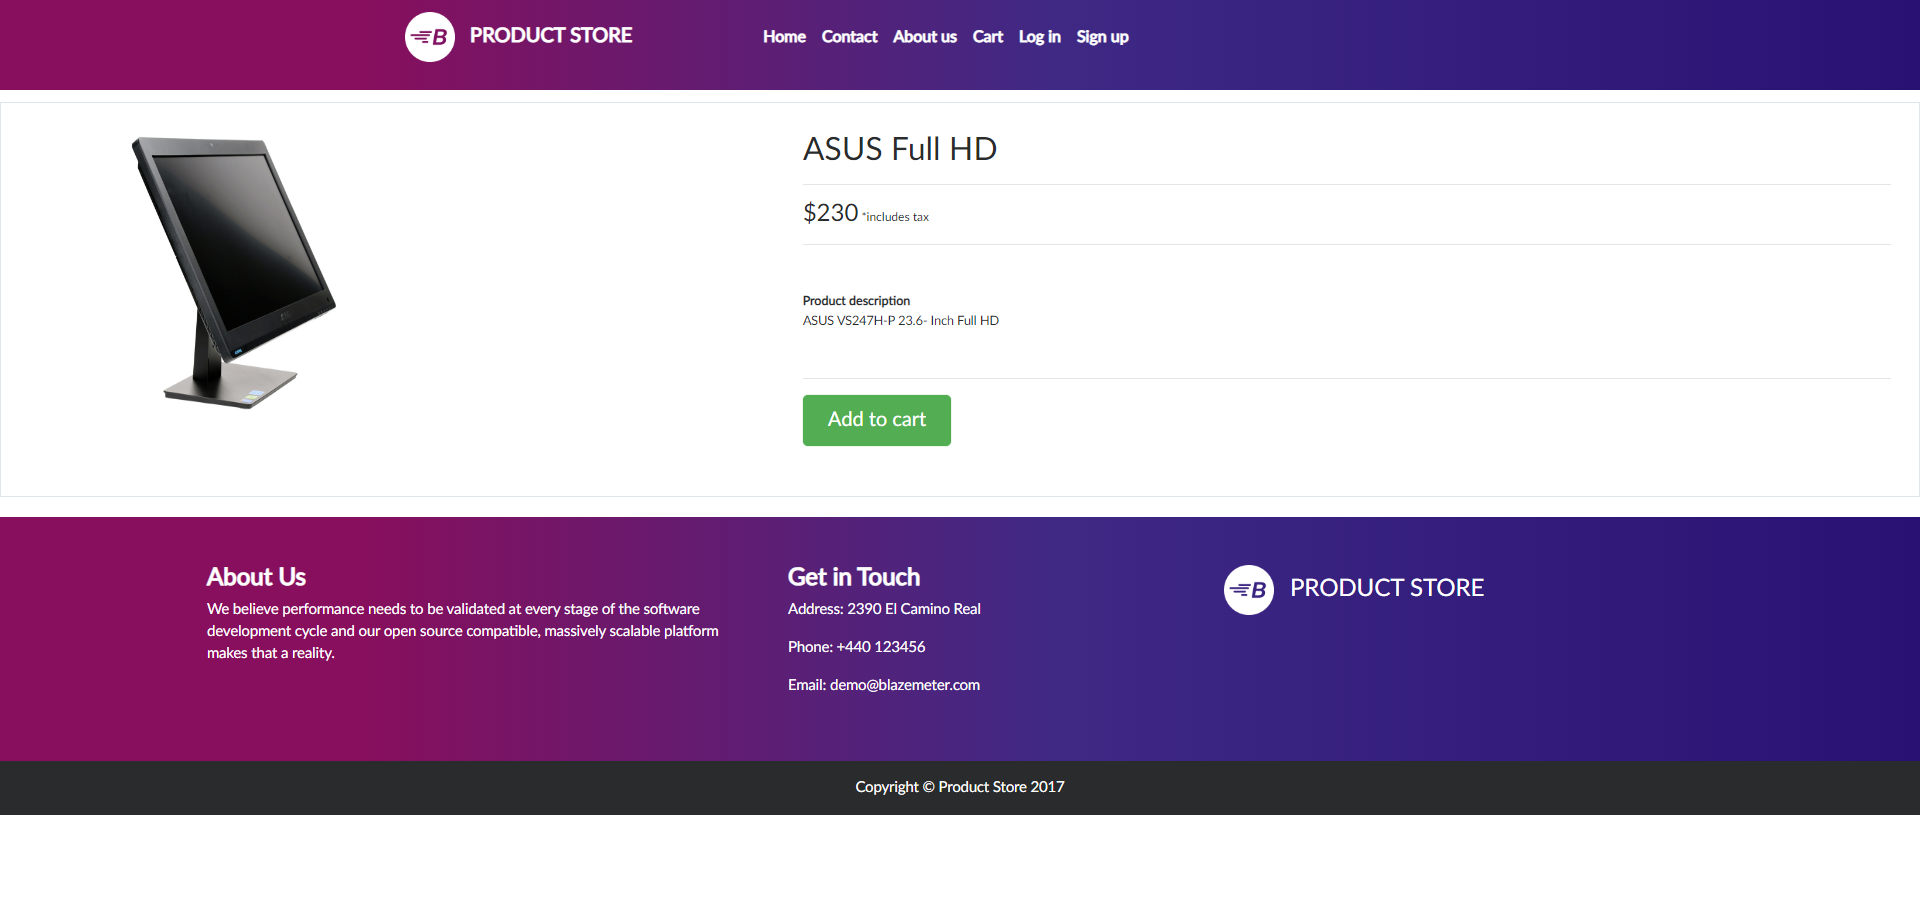 B PRODUCT STORE
Home Contact About us Cart Log in Sign up
ASUS Full HD
$230 *includes tax
Product description
ASUS VS247H-P 23.6- Inch Full HD
Add to cart
About Us
We believe performance needs to be validated at every stage of the software
development cycle and our open source compatible, massively scalable platform
makes that a reality.
Get in Touch
Address: 2390 El Camino Real
Phone: +440 123456
Email: demo@blazemeter.com
B PRODUCT STORE
Copyright © Product Store 2017